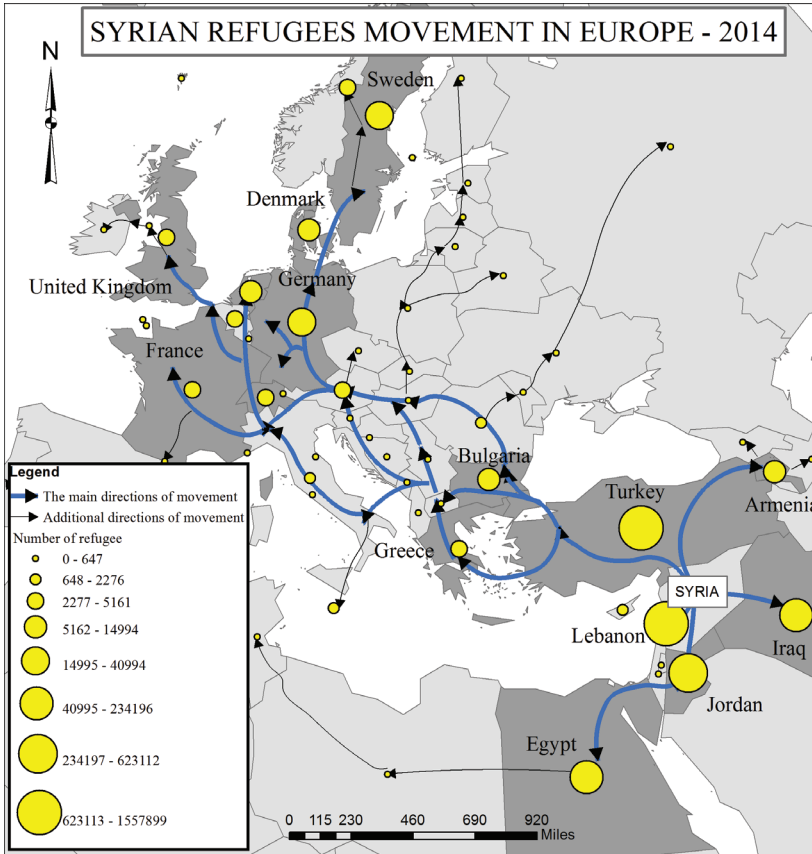 SYRIAN REFUGEES MOVEMENT IN EUROPE - 2014
N
Sweden
Denmark
Germany
United Kingdom
France
Bulgaria
Turkey
Armenia
Greece
SYRIA
Lebanon
Iraq
Jordan
Egypt
Legend
The main directions of movement
Additional directions of movement
Number of refugee
0 - 647
648 - 2276
2277 - 5161
5162 - 14994
14995 - 40994
40995 - 234196
234197 - 623112
623113 - 1557899
0 115 230 460 690 920
Miles